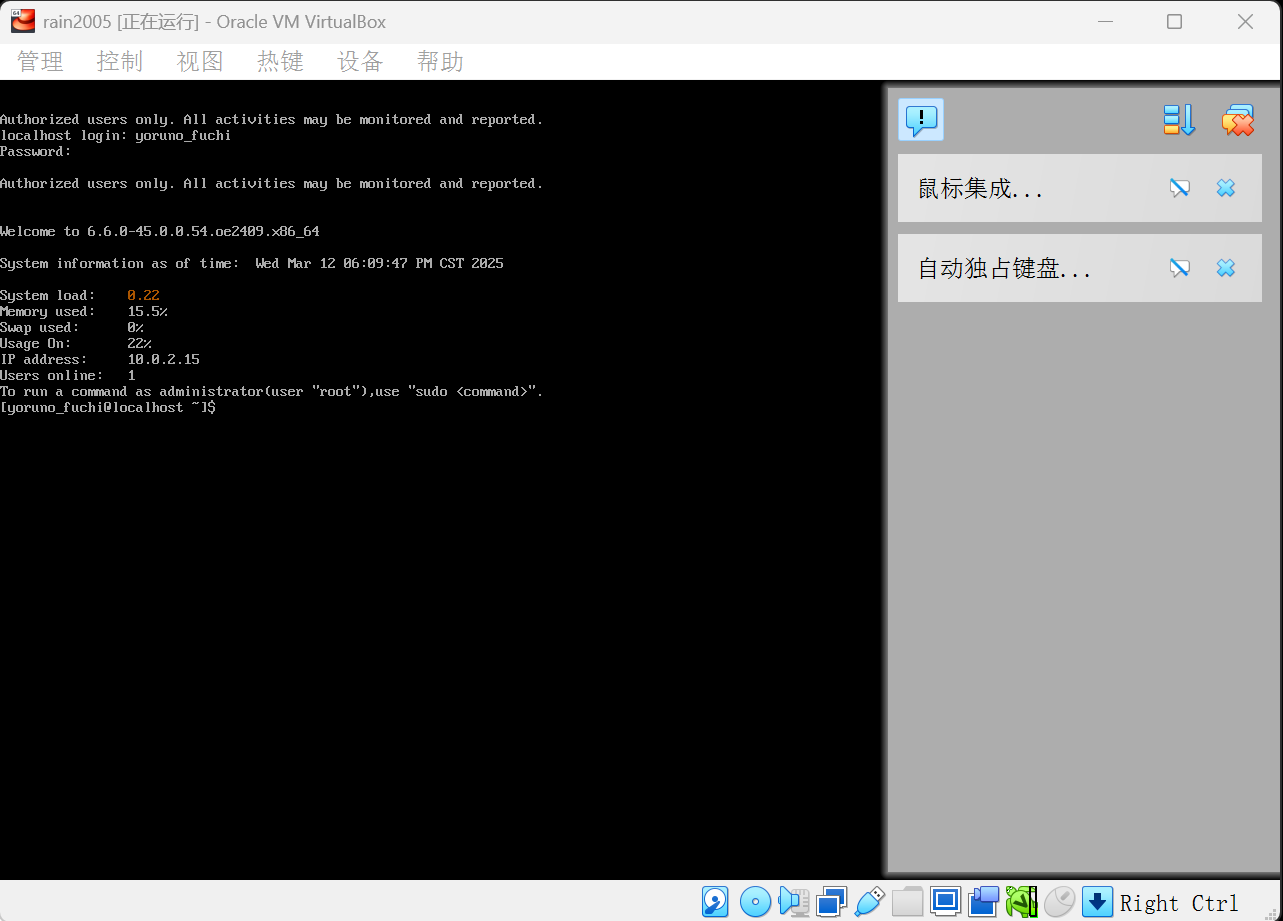 rain2005 [正在运行] - Oracle VM VirtualBox
管理 控制 视图 热键 设备 帮助
Authorized users only. All activities may be monitored and reported.
localhost login: yoruno_fuchi
Password:
Authorized users only. All activities may be monitored and reported.
Welcome to 6.6.0-45.0.0.54.oe2409.x86_64
System information as of time:  Wed Mar 12 06:09:47 PM CST 2025
System load:    0.22
Memory used:    15.5%
Swap used:      0%
Usage On:       22%
IP address:     10.0.2.15
Users online:   1
To run a command as administrator(user "root"),use "sudo <command>".
[yoruno_fuchi@localhost ~]$
鼠标集成...
自动独占键盘...
Right Ctrl